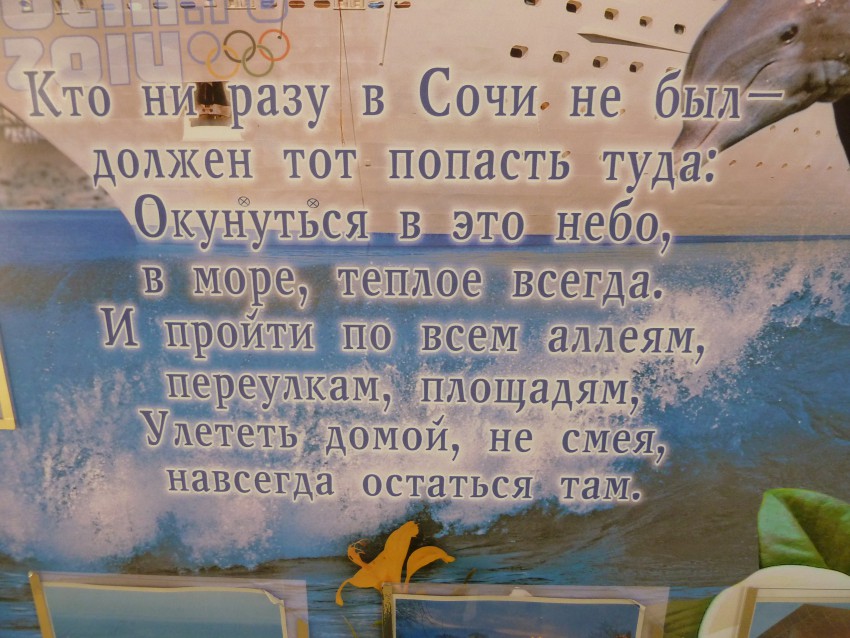 2014
Кто ни разу в Сочи не был—
должен тот попасть туда:
Окунуться в это небо,
в море, теплое всегда.
И пройти по всем аллеям,
переулкам, площадям,
Улететь домой, не смея,
навсегда остаться там.